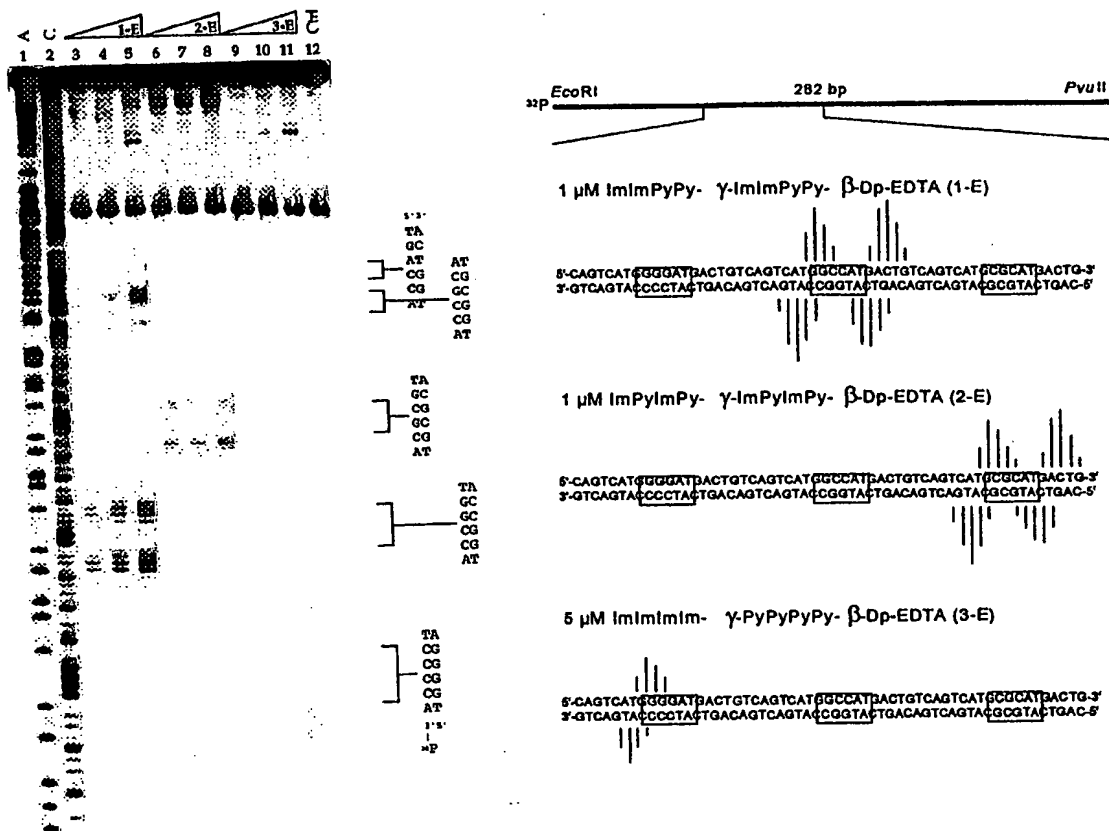 A C 1-E 2-E 3-E
1 2 3 4 5 6 7 8 9 10 11 12
5'3'
TA
GC
AT
CG
CG
AT
AT
CG
GC
CG
CG
AT
TA
GC
CG
GC
CG
AT
TA
GC
GC
CG
CG
AT
TA
CG
CG
CG
CG
AT
3'5'
32P
EcoRI 282 bp PvuII
32P
1 µM ImImPyPy- γ-ImImPyPy- β-Dp-EDTA (1-E)
5'-CAGTCATGGGGATGACTGTCAGTCATGGCCATGACTGTCAGTCATGCGCATGACTG-3'
3'-GTCAGTACCCCTACTGACAGTCAGTACCGGTACTGACAGTCAGTACGCGTACTGAC-5'
1 µM ImPyImPy- γ-ImPyImPy- β-Dp-EDTA (2-E)
5'-CAGTCATGGGGATGACTGTCAGTCATGGCCATGACTGTCAGTCATGCGCATGACTG-3'
3'-GTCAGTACCCCTACTGACAGTCAGTACCGGTACTGACAGTCAGTACGCGTACTGAC-5'
5 µM ImImImIm- γ-PyPyPyPy- β-Dp-EDTA (3-E)
5'-CAGTCATGGGGATGACTGTCAGTCATGGCCATGACTGTCAGTCATGCGCATGACTG-3'
3'-GTCAGTACCCCTACTGACAGTCAGTACCGGTACTGACAGTCAGTACGCGTACTGAC-5'